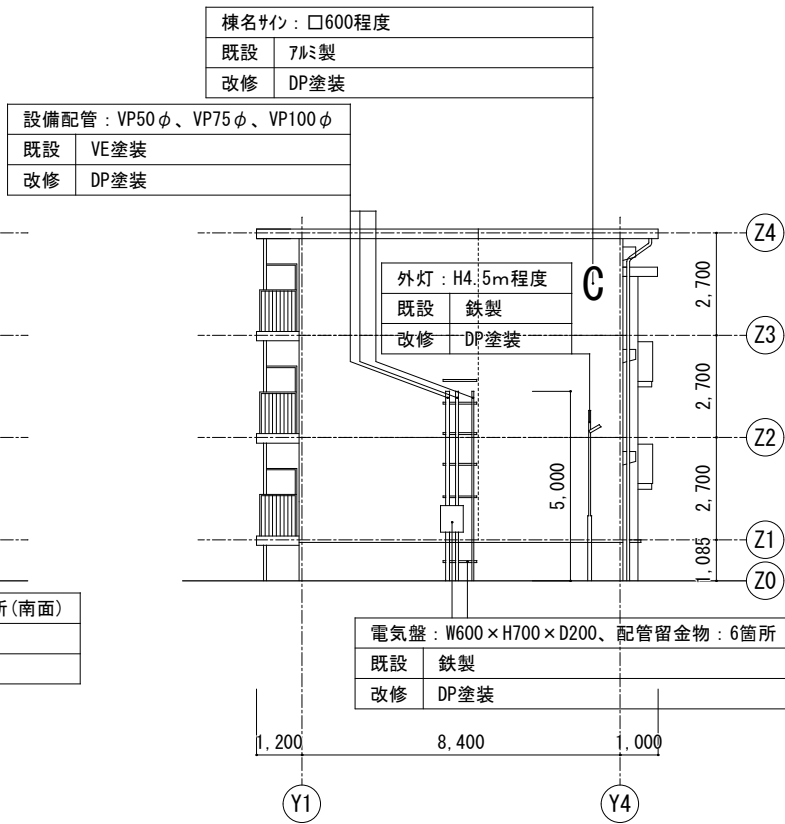 棟名サイン：□600程度
既設 アルミ製
改修 DP塗装
設備配管：VP50φ、VP75φ、VP100φ
既設 VE塗装
改修 DP塗装
外灯：H4.5m程度
既設 鉄製
改修 DP塗装
C
Z4
2,700
Z3
2,700
Z2
5,000
2,700
Z1
1,085
Z0
所(南面)
電気盤：W600×H700×D200、配管留金物：6箇所
既設 鉄製
改修 DP塗装
1,200 8,400 1,000
Y1 Y4